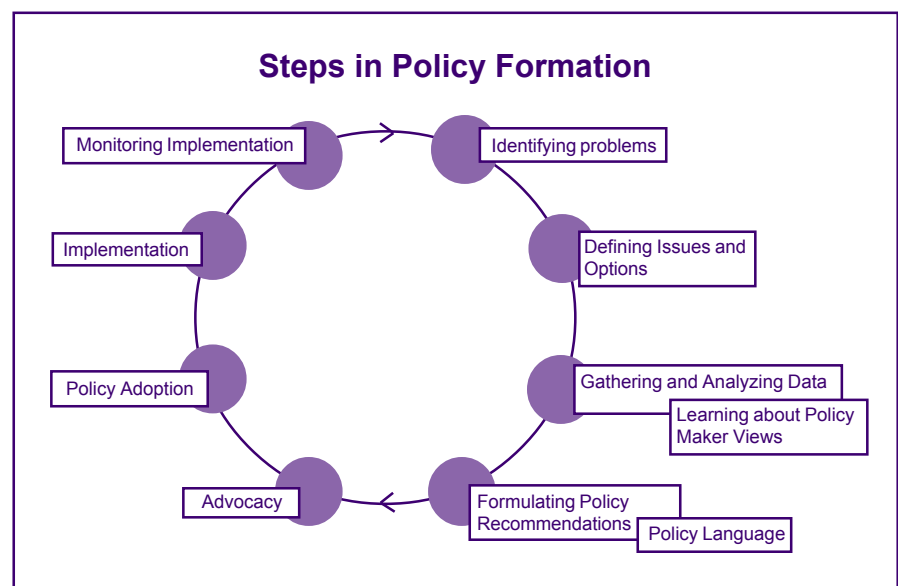 Steps in Policy Formation
Monitoring Implementation
Identifying problems
Implementation
Defining Issues and
Options
Policy Adoption
Gathering and Analyzing Data
Learning about Policy
Maker Views
Advocacy
Formulating Policy
Recommendations
Policy Language